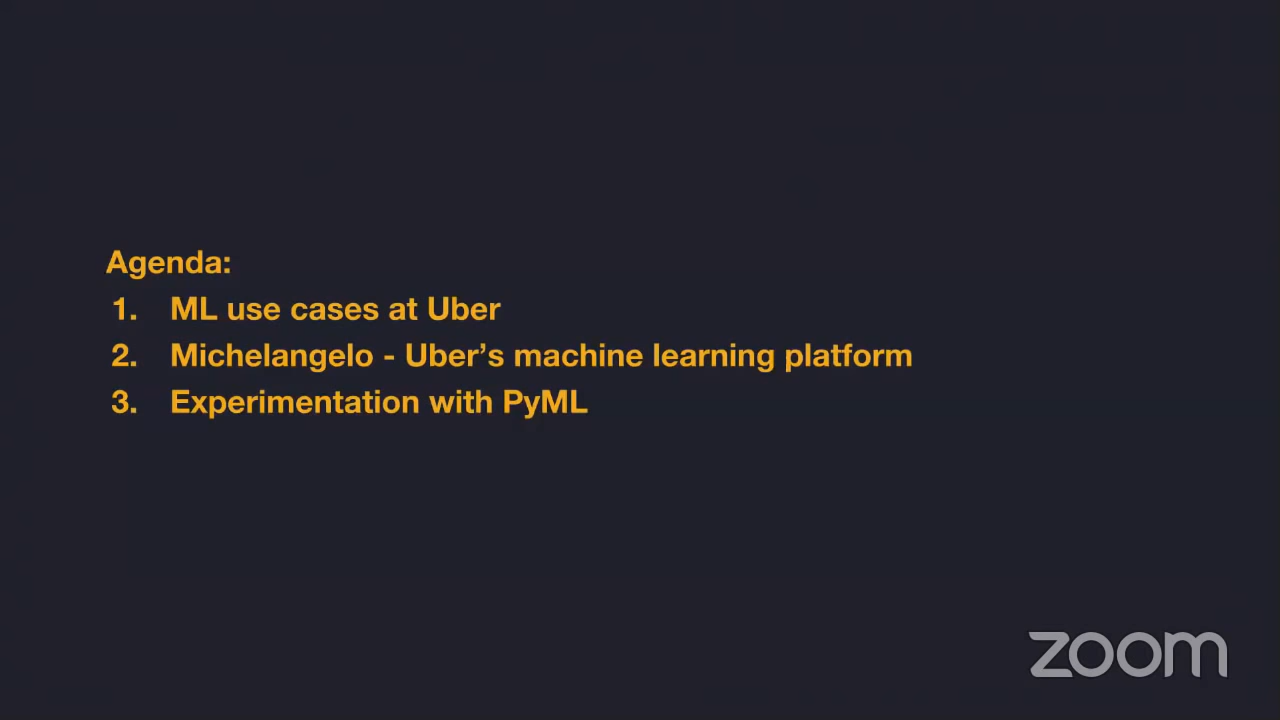 Agenda:
1. ML use cases at Uber
2. Michelangelo - Uber’s machine learning platform
3. Experimentation with PyML
zoom